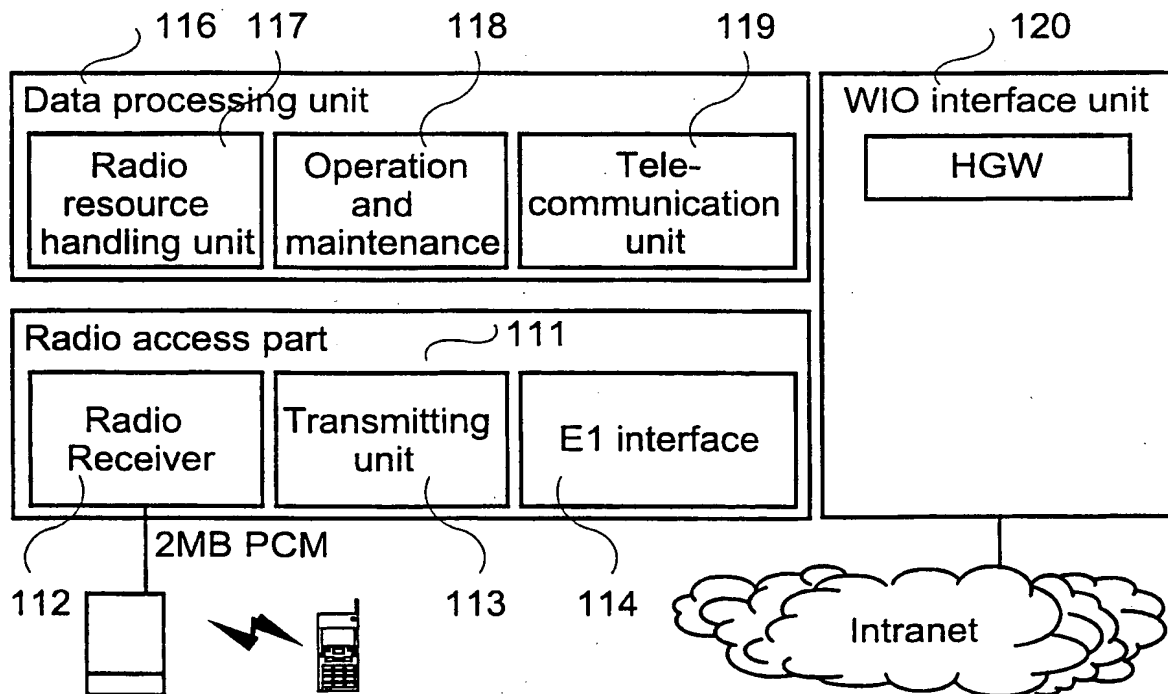 116 117 118 119 120
Data processing unit
Radio
resource
handling unit
Operation
and
maintenance
Tele-
communication
unit
WIO interface unit
HGW
Radio access part
111
Radio
Receiver
Transmitting
unit
E1 interface
2MB PCM
112 113 114
Intranet